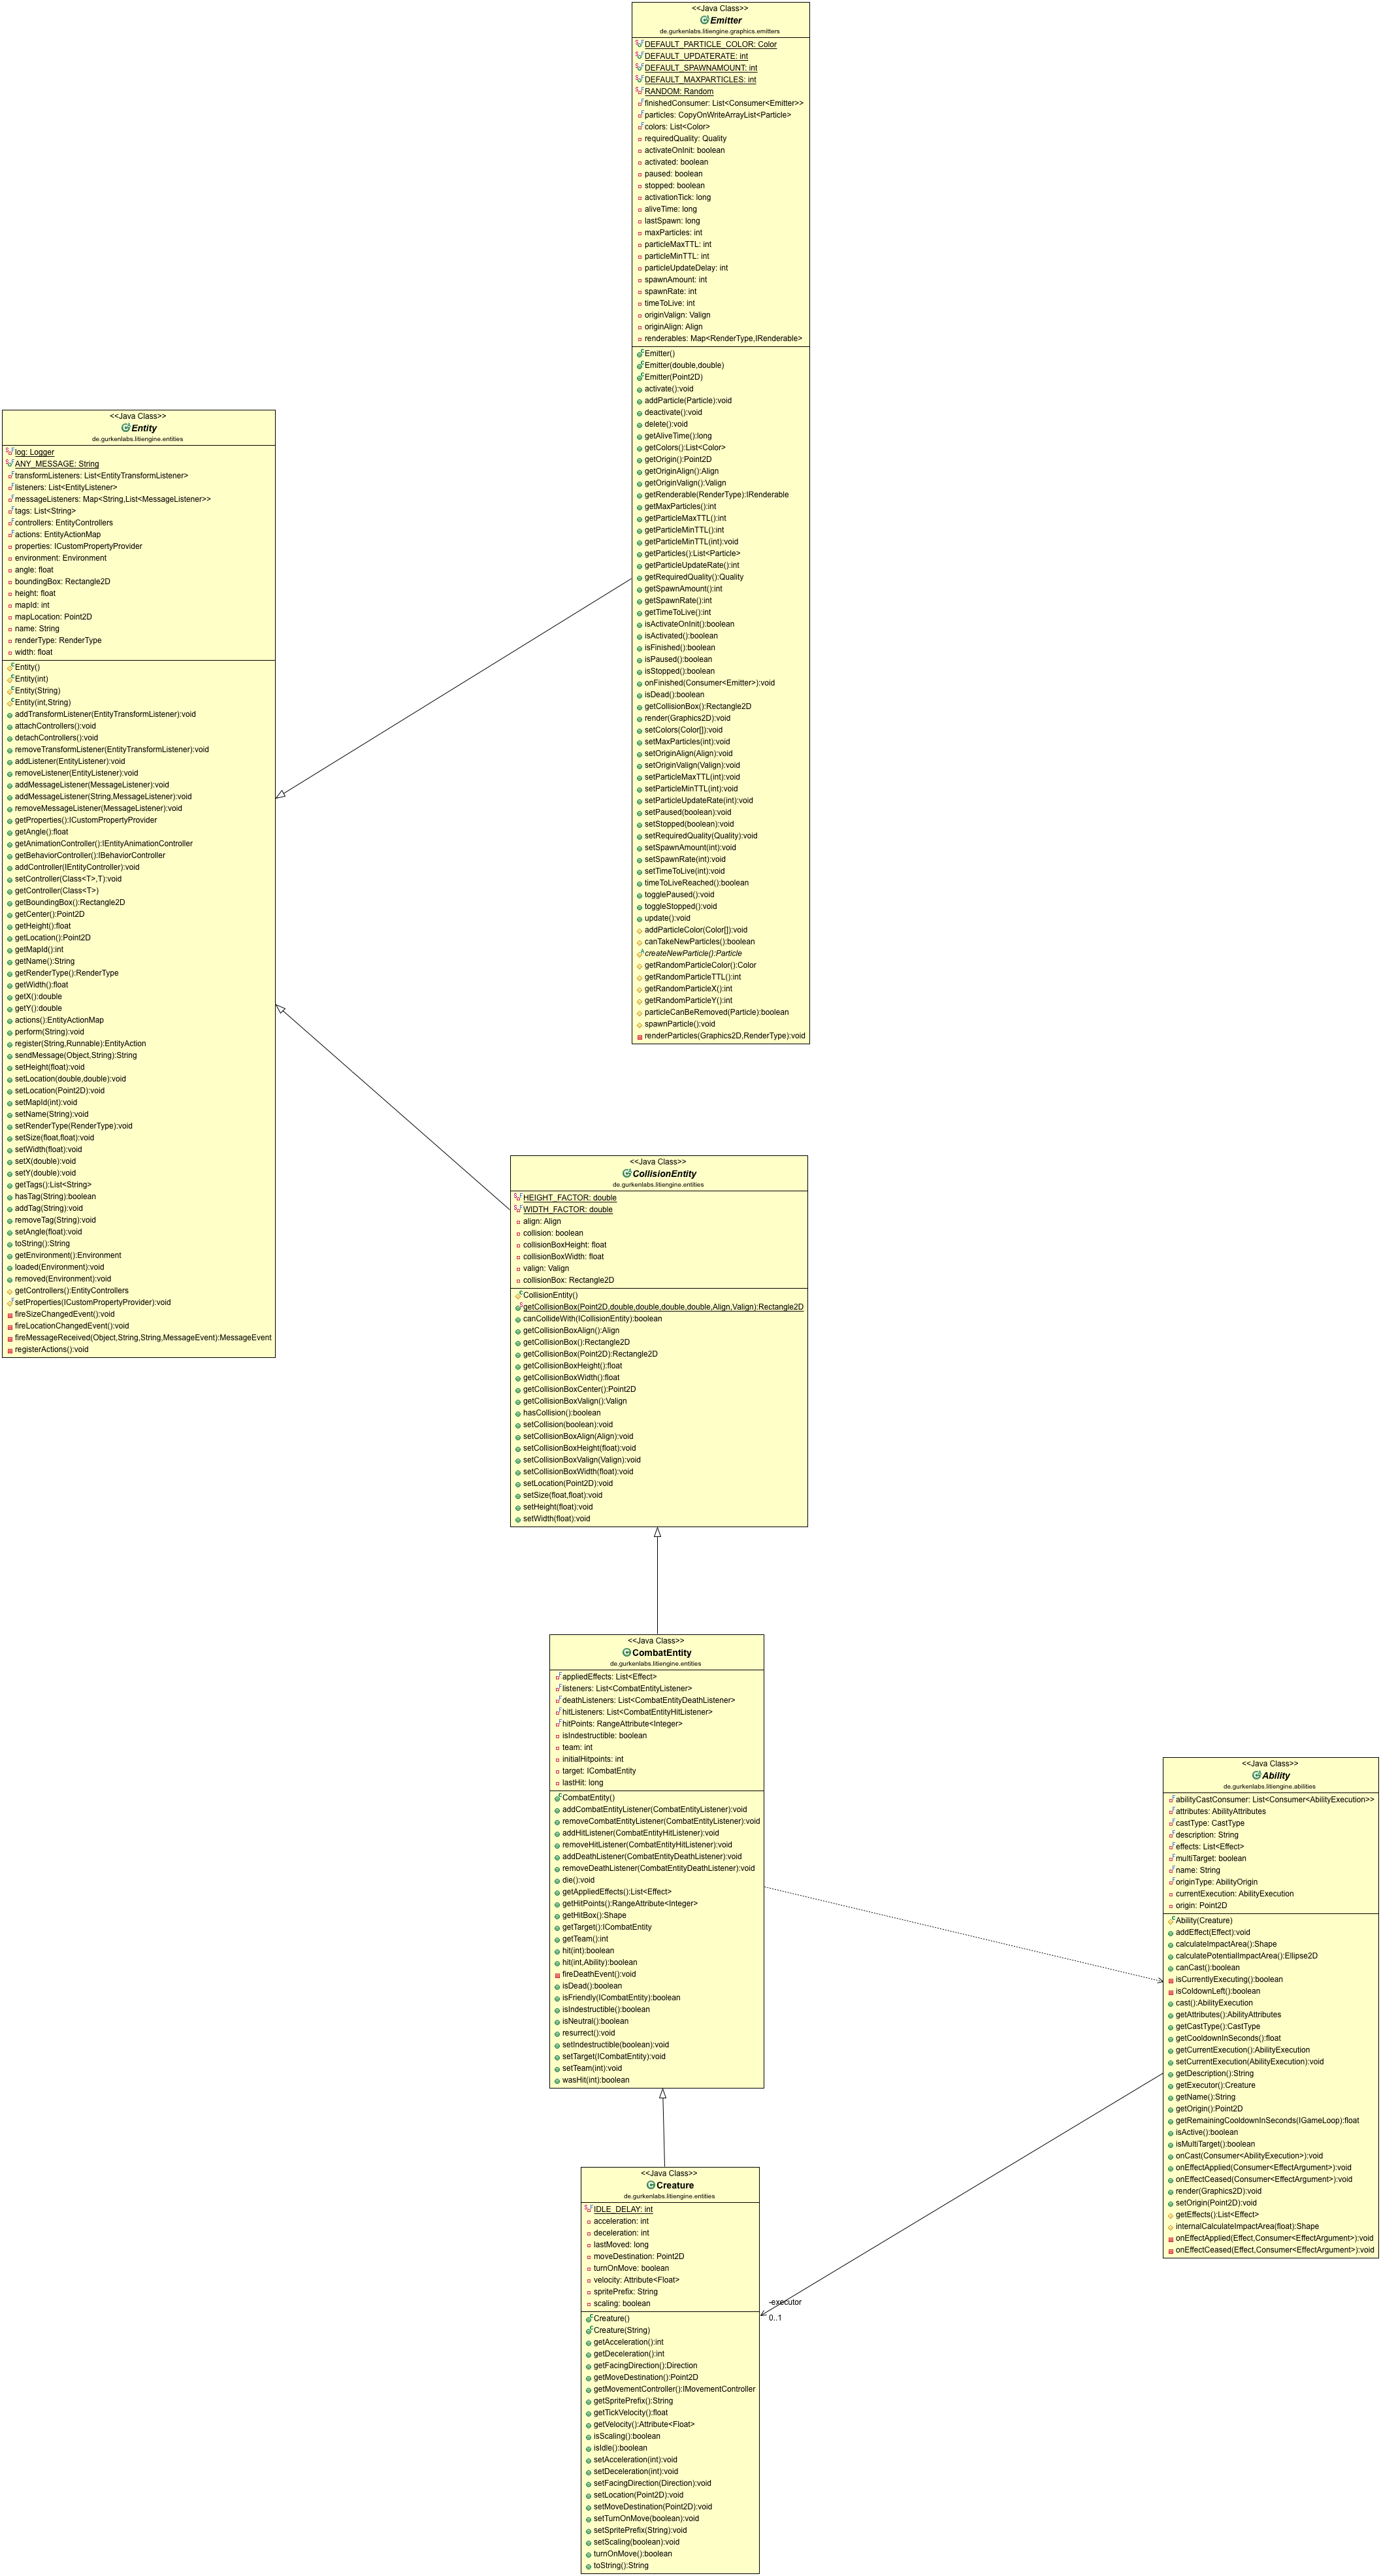 <<Java Class>>
Emitter
de.gurkenlabs.litiengine.graphics.emitters
DEFAULT_PARTICLE_COLOR: Color
DEFAULT_UPDATERATE: int
DEFAULT_SPAWNAMOUNT: int
DEFAULT_MAXPARTICLES: int
RANDOM: Random
finishedConsumer: List<Consumer<Emitter>>
particles: CopyOnWriteArrayList<Particle>
colors: List<Color>
requiredQuality: Quality
activateOnInit: boolean
activated: boolean
paused: boolean
stopped: boolean
activationTick: long
aliveTime: long
lastSpawn: long
maxParticles: int
particleMaxTTL: int
particleMinTTL: int
particleUpdateDelay: int
spawnAmount: int
spawnRate: int
timeToLive: int
originValign: Valign
originAlign: Align
renderables: Map<RenderType,IRenderable>
Emitter()
Emitter(double,double)
Emitter(Point2D)
activate():void
addParticle(Particle):void
deactivate():void
delete():void
getAliveTime():long
getColors():List<Color>
getOrigin():Point2D
getOriginAlign():Align
getOriginValign():Valign
getRenderable(RenderType):IRenderable
getMaxParticles():int
getParticleMaxTTL():int
getParticleMinTTL():int
getParticleMinTTL(int):void
getParticles():List<Particle>
getParticleUpdateRate():int
getRequiredQuality():Quality
getSpawnAmount():int
getSpawnRate():int
getTimeToLive():int
isActivateOnInit():boolean
isActivated():boolean
isFinished():boolean
isPaused():boolean
isStopped():boolean
onFinished(Consumer<Emitter>):void
isDead():boolean
getCollisionBox():Rectangle2D
render(Graphics2D):void
setColors(Color[]):void
setMaxParticles(int):void
setOriginAlign(Align):void
setOriginValign(Valign):void
setParticleMaxTTL(int):void
setParticleMinTTL(int):void
setParticleUpdateRate(int):void
setPaused(boolean):void
setStopped(boolean):void
setRequiredQuality(Quality):void
setSpawnAmount(int):void
setSpawnRate(int):void
setTimeToLive(int):void
timeToLiveReached():boolean
togglePaused():void
toggleStopped():void
update():void
addParticleColor(Color[]):void
canTakeNewParticles():boolean
createNewParticle():Particle
getRandomParticleColor():Color
getRandomParticleTTL():int
getRandomParticleX():int
getRandomParticleY():int
particleCanBeRemoved(Particle):boolean
spawnParticle():void
renderParticles(Graphics2D,RenderType):void
<<Java Class>>
Entity
de.gurkenlabs.litiengine.entities
log: Logger
ANY_MESSAGE: String
transformListeners: List<EntityTransformListener>
listeners: List<EntityListener>
messageListeners: Map<String,List<MessageListener>>
tags: List<String>
controllers: EntityControllers
actions: EntityActionMap
properties: ICustomPropertyProvider
environment: Environment
angle: float
boundingBox: Rectangle2D
height: float
mapId: int
mapLocation: Point2D
name: String
renderType: RenderType
width: float
Entity()
Entity(int)
Entity(String)
Entity(int,String)
addTransformListener(EntityTransformListener):void
attachControllers():void
detachControllers():void
removeTransformListener(EntityTransformListener):void
addListener(EntityListener):void
removeListener(EntityListener):void
addMessageListener(MessageListener):void
addMessageListener(String,MessageListener):void
removeMessageListener(MessageListener):void
getProperties():ICustomPropertyProvider
getAngle():float
getAnimationController():IEntityAnimationController
getBehaviorController():IBehaviorController
addController(IEntityController):void
setController(Class<T>,T):void
getController(Class<T>)
getBoundingBox():Rectangle2D
getCenter():Point2D
getHeight():float
getLocation():Point2D
getMapId():int
getName():String
getRenderType():RenderType
getWidth():float
getX():double
getY():double
actions():EntityActionMap
perform(String):void
register(String,Runnable):EntityAction
sendMessage(Object,String):String
setHeight(float):void
setLocation(double,double):void
setLocation(Point2D):void
setMapId(int):void
setName(String):void
setRenderType(RenderType):void
setSize(float,float):void
setWidth(float):void
setX(double):void
setY(double):void
getTags():List<String>
hasTag(String):boolean
addTag(String):void
removeTag(String):void
setAngle(float):void
toString():String
getEnvironment():Environment
loaded(Environment):void
removed(Environment):void
getControllers():EntityControllers
setProperties(ICustomPropertyProvider):void
fireSizeChangedEvent():void
fireLocationChangedEvent():void
fireMessageReceived(Object,String,String,MessageEvent):MessageEvent
registerActions():void
<<Java Class>>
CollisionEntity
de.gurkenlabs.litiengine.entities
HEIGHT_FACTOR: double
WIDTH_FACTOR: double
align: Align
collision: boolean
collisionBoxHeight: float
collisionBoxWidth: float
valign: Valign
collisionBox: Rectangle2D
CollisionEntity()
getCollisionBox(Point2D,double,double,double,double,Align,Valign):Rectangle2D
canCollideWith(ICollisionEntity):boolean
getCollisionBoxAlign():Align
getCollisionBox():Rectangle2D
getCollisionBox(Point2D):Rectangle2D
getCollisionBoxHeight():float
getCollisionBoxWidth():float
getCollisionBoxCenter():Point2D
getCollisionBoxValign():Valign
hasCollision():boolean
setCollision(boolean):void
setCollisionBoxAlign(Align):void
setCollisionBoxHeight(float):void
setCollisionBoxValign(Valign):void
setCollisionBoxWidth(float):void
setLocation(Point2D):void
setSize(float,float):void
setHeight(float):void
setWidth(float):void
<<Java Class>>
CombatEntity
de.gurkenlabs.litiengine.entities
appliedEffects: List<Effect>
listeners: List<CombatEntityListener>
deathListeners: List<CombatEntityDeathListener>
hitListeners: List<CombatEntityHitListener>
hitPoints: RangeAttribute<Integer>
isIndestructible: boolean
team: int
initialHitpoints: int
target: ICombatEntity
lastHit: long
CombatEntity()
addCombatEntityListener(CombatEntityListener):void
removeCombatEntityListener(CombatEntityListener):void
addHitListener(CombatEntityHitListener):void
removeHitListener(CombatEntityHitListener):void
addDeathListener(CombatEntityDeathListener):void
removeDeathListener(CombatEntityDeathListener):void
die():void
getAppliedEffects():List<Effect>
getHitPoints():RangeAttribute<Integer>
getHitBox():Shape
getTarget():ICombatEntity
getTeam():int
hit(int):boolean
hit(int,Ability):boolean
fireDeathEvent():void
isDead():boolean
isFriendly(ICombatEntity):boolean
isIndestructible():boolean
isNeutral():boolean
resurrect():void
setIndestructible(boolean):void
setTarget(ICombatEntity):void
setTeam(int):void
wasHit(int):boolean
<<Java Class>>
Ability
de.gurkenlabs.litiengine.abilities
abilityCastConsumer: List<Consumer<AbilityExecution>>
attributes: AbilityAttributes
castType: CastType
description: String
effects: List<Effect>
multiTarget: boolean
name: String
originType: AbilityOrigin
currentExecution: AbilityExecution
origin: Point2D
Ability(Creature)
addEffect(Effect):void
calculateImpactArea():Shape
calculatePotentialImpactArea():Ellipse2D
canCast():boolean
isCurrentlyExecuting():boolean
isColdownLeft():boolean
cast():AbilityExecution
getAttributes():AbilityAttributes
getCastType():CastType
getCooldownInSeconds():float
getCurrentExecution():AbilityExecution
setCurrentExecution(AbilityExecution):void
getDescription():String
getExecutor():Creature
getName():String
getOrigin():Point2D
getRemainingCooldownInSeconds(IGameLoop):float
isActive():boolean
isMultiTarget():boolean
onCast(Consumer<AbilityExecution>):void
onEffectApplied(Consumer<EffectArgument>):void
onEffectCeased(Consumer<EffectArgument>):void
render(Graphics2D):void
setOrigin(Point2D):void
getEffects():List<Effect>
internalCalculateImpactArea(float):Shape
onEffectApplied(Effect,Consumer<EffectArgument>):void
onEffectCeased(Effect,Consumer<EffectArgument>):void
-executor
0..1
<<Java Class>>
Creature
de.gurkenlabs.litiengine.entities
IDLE_DELAY: int
acceleration: int
deceleration: int
lastMoved: long
moveDestination: Point2D
turnOnMove: boolean
velocity: Attribute<Float>
spritePrefix: String
scaling: boolean
Creature()
Creature(String)
getAcceleration():int
getDeceleration():int
getFacingDirection():Direction
getMoveDestination():Point2D
getMovementController():IMovementController
getSpritePrefix():String
getTickVelocity():float
getVelocity():Attribute<Float>
isScaling():boolean
isIdle():boolean
setAcceleration(int):void
setDeceleration(int):void
setFacingDirection(Direction):void
setLocation(Point2D):void
setMoveDestination(Point2D):void
setTurnOnMove(boolean):void
setSpritePrefix(String):void
setScaling(boolean):void
turnOnMove():boolean
toString():String